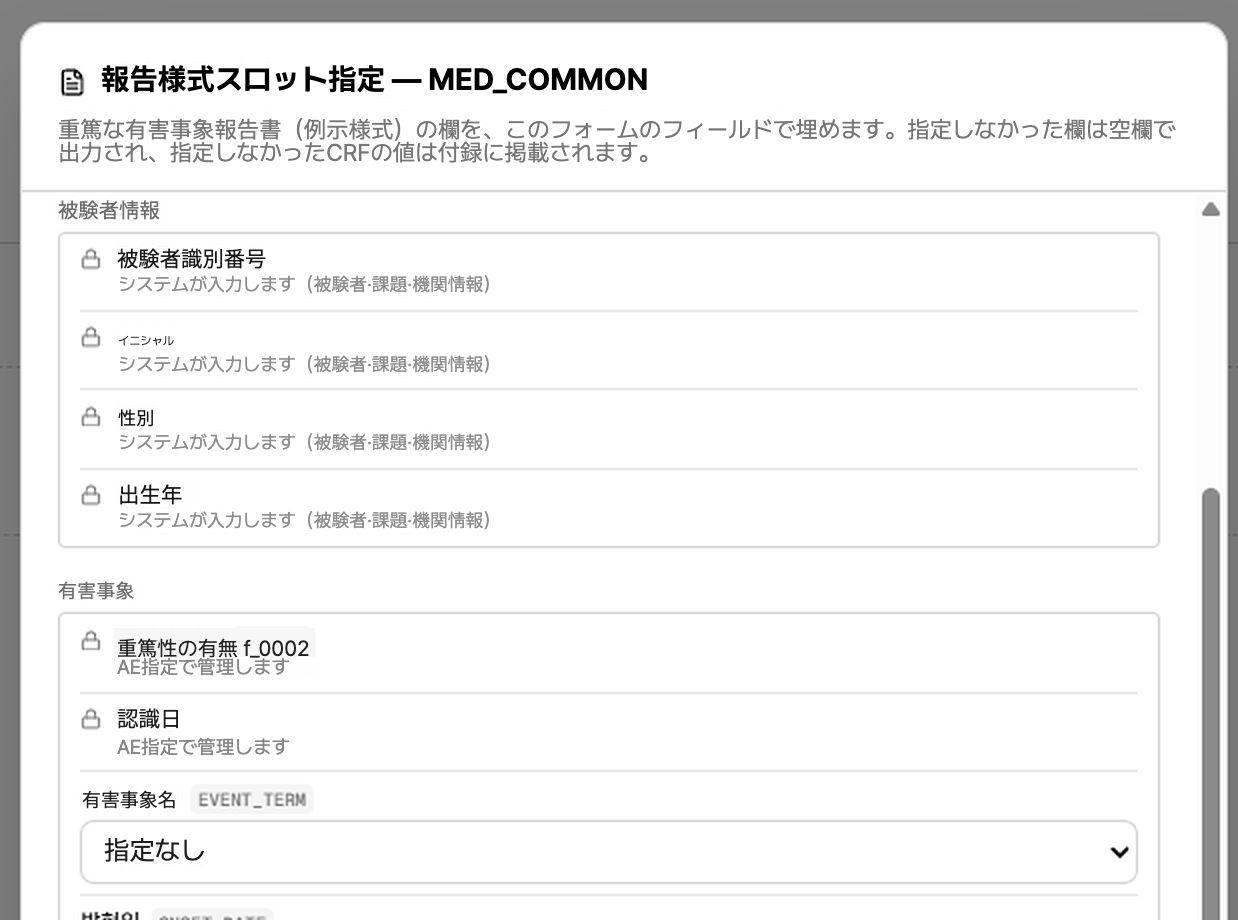 報告様式スロット指定 — MED_COMMON
重篤な有害事象報告書（例示様式）の欄を、このフォームのフィールドで埋めます。指定しなかった欄は空欄で
出力され、指定しなかったCRFの値は付録に掲載されます。
被験者情報
被験者識別番号
システムが入力します（被験者·課題·機関情報）
イニシャル
システムが入力します（被験者·課題·機関情報）
性別
システムが入力します（被験者·課題·機関情報）
出生年
システムが入力します（被験者·課題·機関情報）
有害事象
重篤性の有無 f_0002
AE指定で管理します
認識日
AE指定で管理します
有害事象名 EVENT_TERM
指定なし